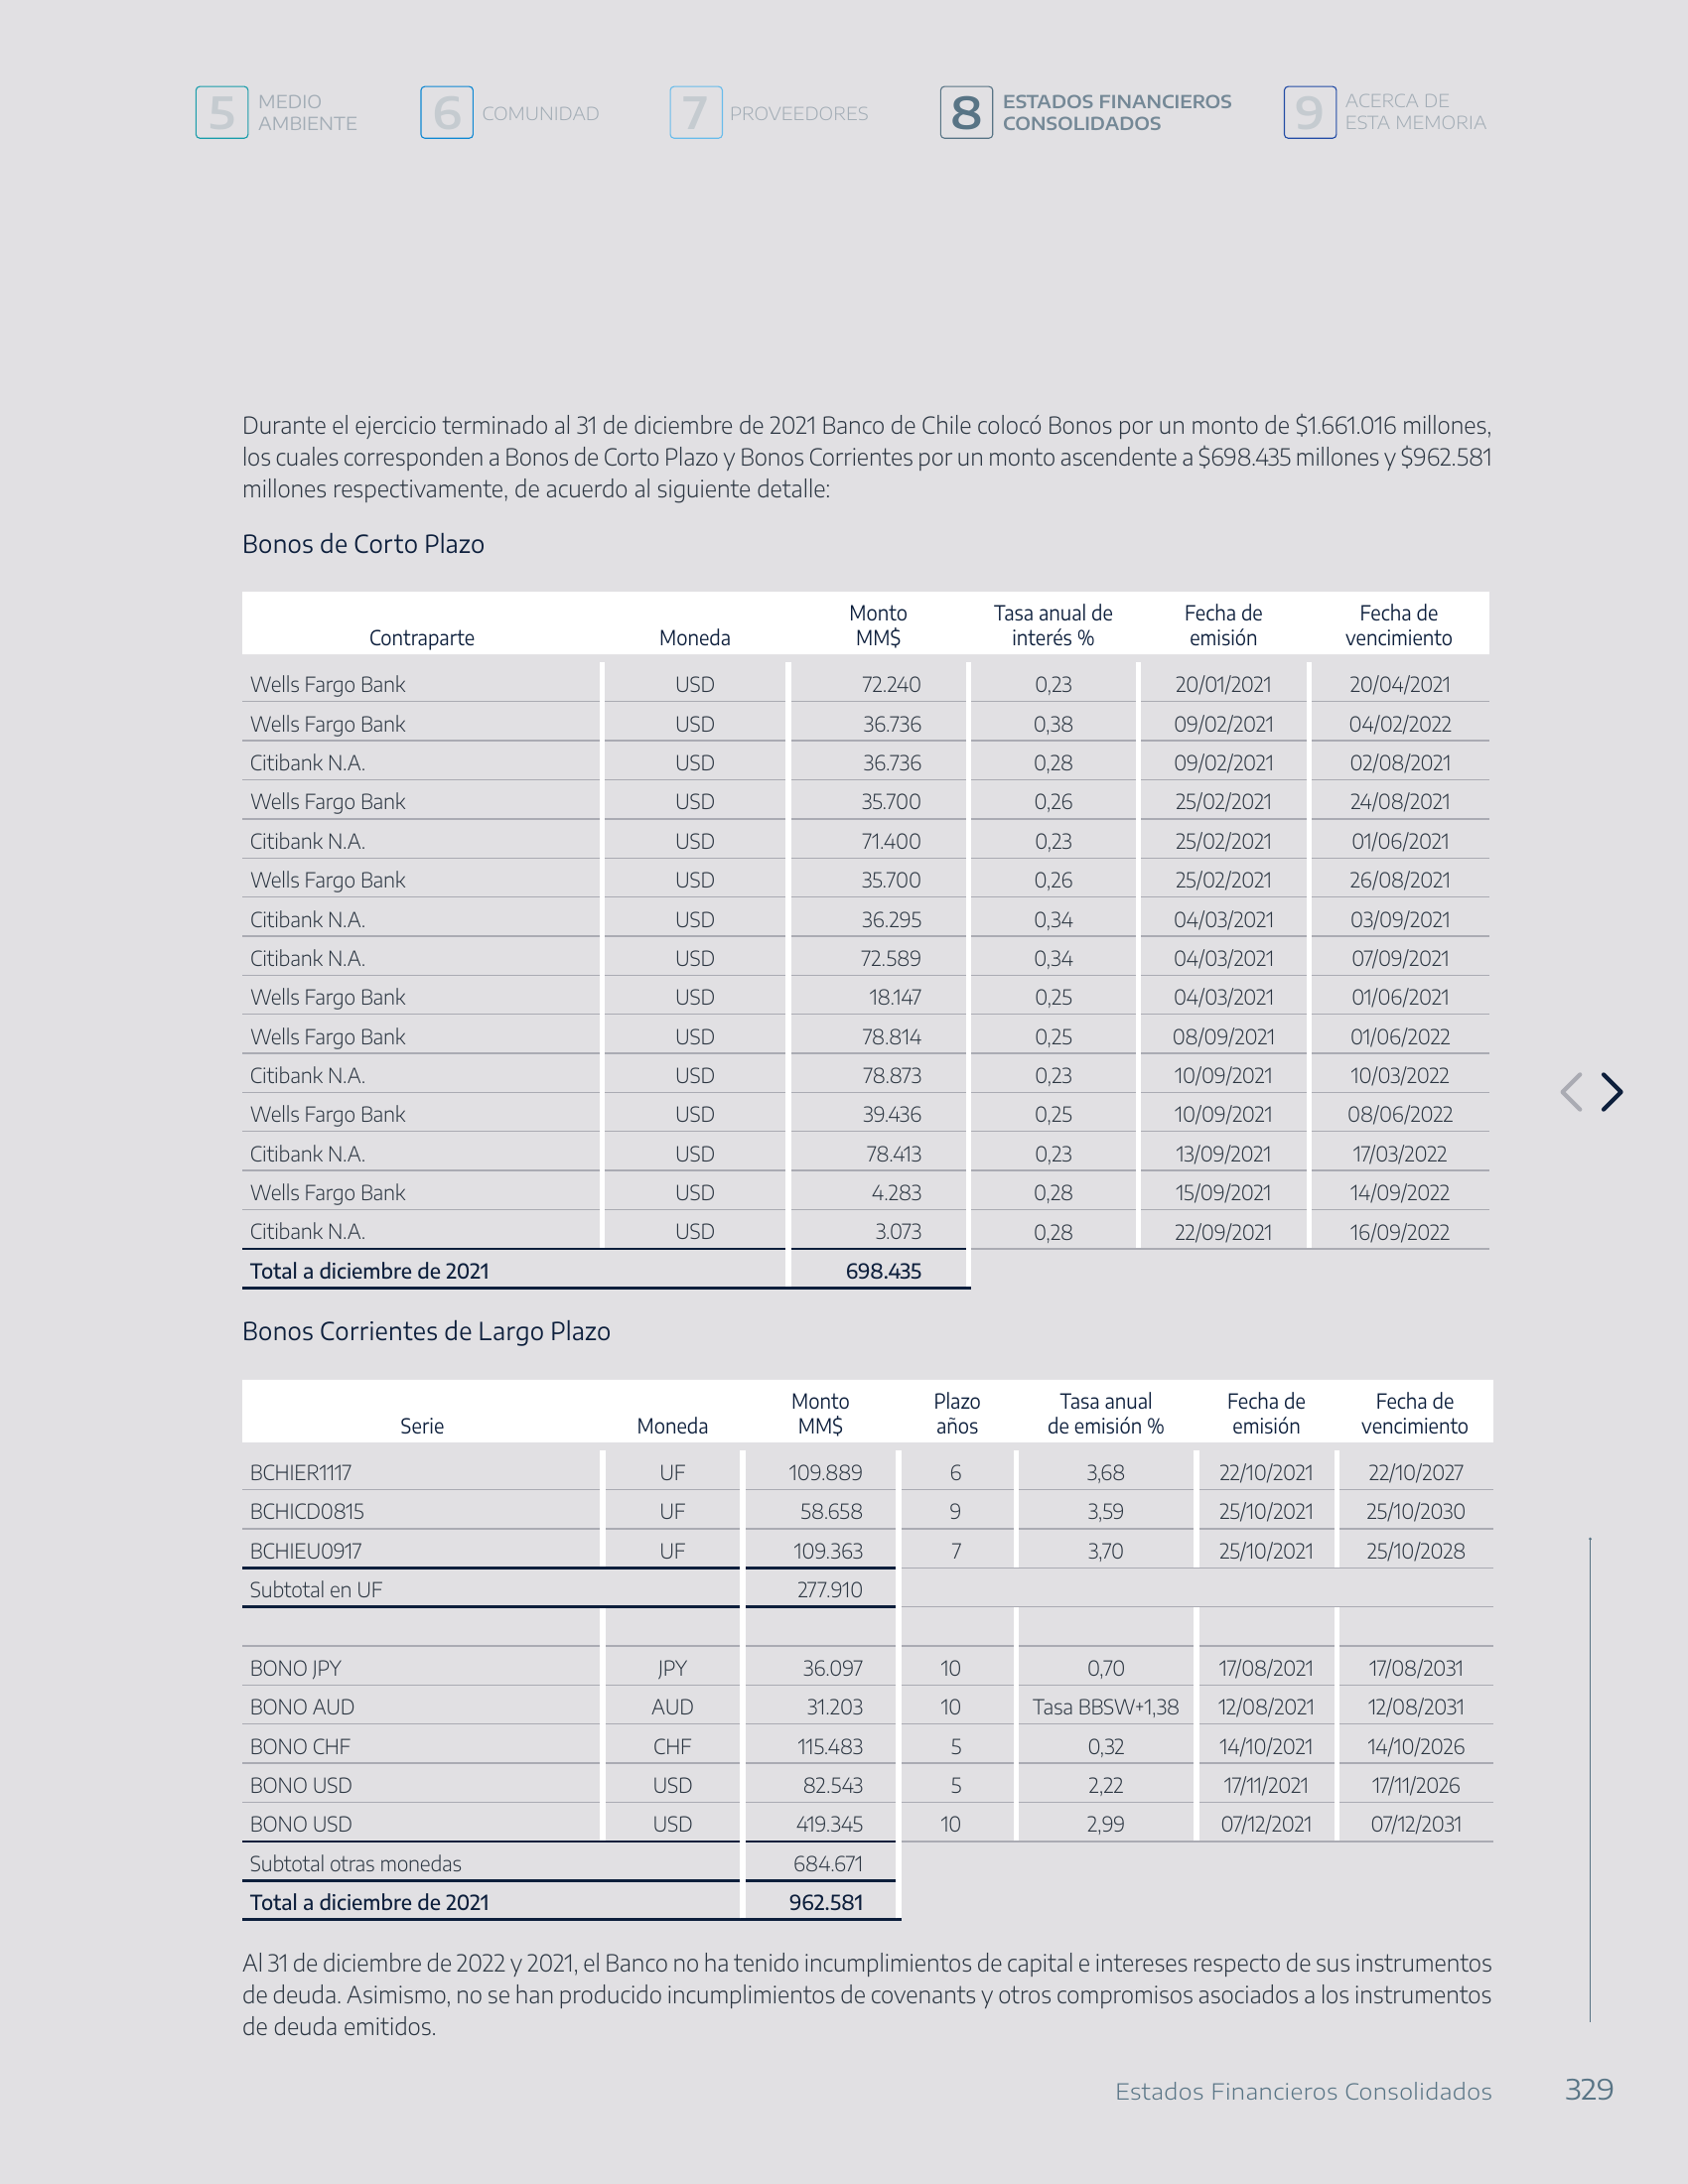 5 MEDIO AMBIENTE 6 COMUNIDAD 7 PROVEEDORES 8 ESTADOS FINANCIEROS CONSOLIDADOS 9 ACERCA DE ESTA MEMORIA
Durante el ejercicio terminado al 31 de diciembre de 2021 Banco de Chile colocó Bonos por un monto de $1.661.016 millones,
los cuales corresponden a Bonos de Corto Plazo y Bonos Corrientes por un monto ascendente a $698.435 millones y $962.581
millones respectivamente, de acuerdo al siguiente detalle:
Bonos de Corto Plazo
Contraparte Moneda Monto MM$ Tasa anual de interés % Fecha de emisión Fecha de vencimiento
Wells Fargo Bank USD 72.240 0,23 20/01/2021 20/04/2021
Wells Fargo Bank USD 36.736 0,38 09/02/2021 04/02/2022
Citibank N.A. USD 36.736 0,28 09/02/2021 02/08/2021
Wells Fargo Bank USD 35.700 0,26 25/02/2021 24/08/2021
Citibank N.A. USD 71.400 0,23 25/02/2021 01/06/2021
Wells Fargo Bank USD 35.700 0,26 25/02/2021 26/08/2021
Citibank N.A. USD 36.295 0,34 04/03/2021 03/09/2021
Citibank N.A. USD 72.589 0,34 04/03/2021 07/09/2021
Wells Fargo Bank USD 18.147 0,25 04/03/2021 01/06/2021
Wells Fargo Bank USD 78.814 0,25 08/09/2021 01/06/2022
Citibank N.A. USD 78.873 0,23 10/09/2021 10/03/2022
Wells Fargo Bank USD 39.436 0,25 10/09/2021 08/06/2022
Citibank N.A. USD 78.413 0,23 13/09/2021 17/03/2022
Wells Fargo Bank USD 4.283 0,28 15/09/2021 14/09/2022
Citibank N.A. USD 3.073 0,28 22/09/2021 16/09/2022
Total a diciembre de 2021 698.435
Bonos Corrientes de Largo Plazo
Serie Moneda Monto MM$ Plazo años Tasa anual de emisión % Fecha de emisión Fecha de vencimiento
BCHIER1117 UF 109.889 6 3,68 22/10/2021 22/10/2027
BCHICD0815 UF 58.658 9 3,59 25/10/2021 25/10/2030
BCHIEU0917 UF 109.363 7 3,70 25/10/2021 25/10/2028
Subtotal en UF 277.910
BONO JPY JPY 36.097 10 0,70 17/08/2021 17/08/2031
BONO AUD AUD 31.203 10 Tasa BBSW+1,38 12/08/2021 12/08/2031
BONO CHF CHF 115.483 5 0,32 14/10/2021 14/10/2026
BONO USD USD 82.543 5 2,22 17/11/2021 17/11/2026
BONO USD USD 419.345 10 2,99 07/12/2021 07/12/2031
Subtotal otras monedas 684.671
Total a diciembre de 2021 962.581
Al 31 de diciembre de 2022 y 2021, el Banco no ha tenido incumplimientos de capital e intereses respecto de sus instrumentos
de deuda. Asimismo, no se han producido incumplimientos de covenants y otros compromisos asociados a los instrumentos
de deuda emitidos.
Estados Financieros Consolidados 329